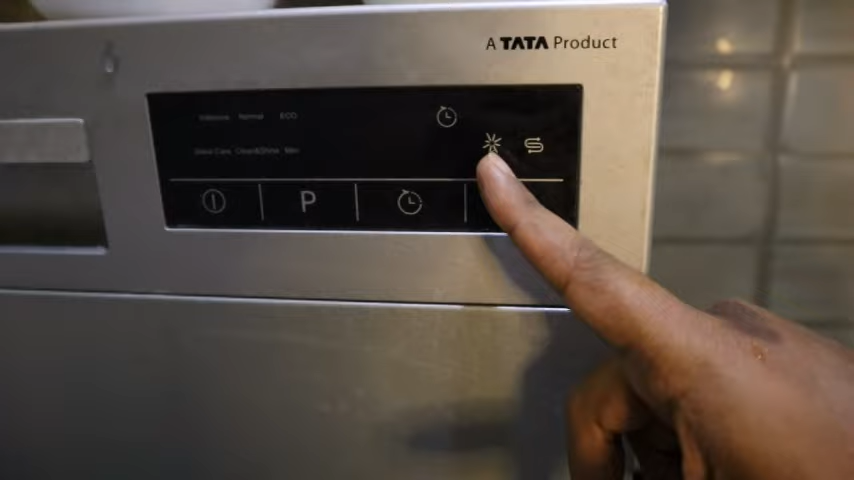 A TATA Product
Intensive Normal ECO
Glass Care Clean&Shine Mini
P